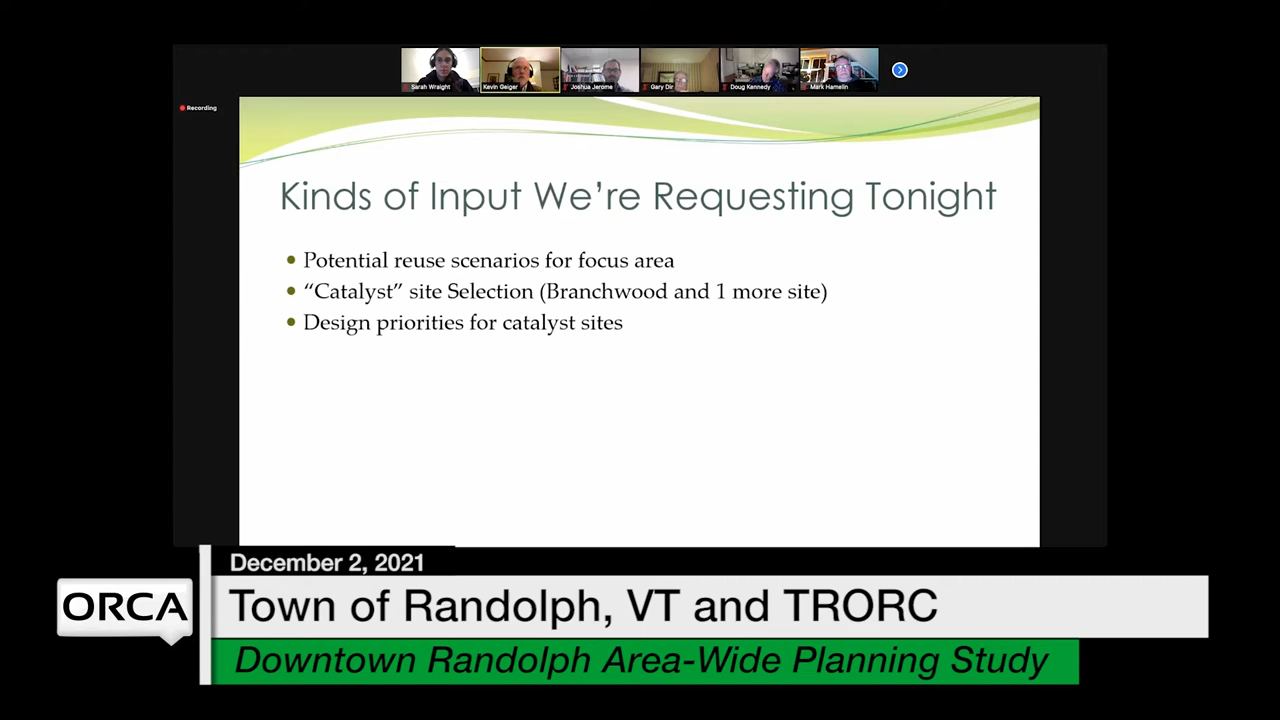 Sarah Wraight
Kevin Geiger
Joshua Jerome
Gary Dir
Doug Kennedy
Mark Hamelin
Recording
Kinds of Input We're Requesting Tonight
• Potential reuse scenarios for focus area
• “Catalyst” site Selection (Branchwood and 1 more site)
• Design priorities for catalyst sites
December 2, 2021
ORCA
Town of Randolph, VT and TRORC
Downtown Randolph Area-Wide Planning Study